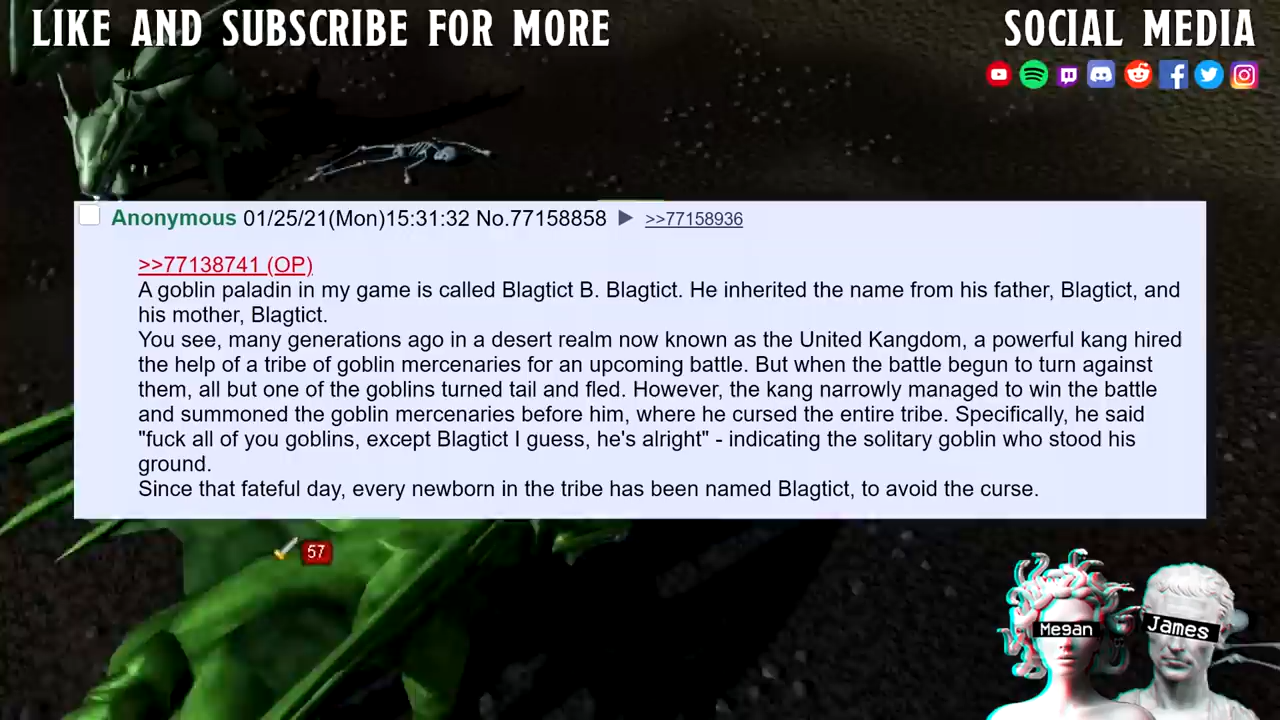 LIKE AND SUBSCRIBE FOR MORE
SOCIAL MEDIA
Anonymous 01/25/21(Mon)15:31:32 No.77158858 ▶ >>77158936
>>77138741 (OP)
A goblin paladin in my game is called Blagtict B. Blagtict. He inherited the name from his father, Blagtict, and
his mother, Blagtict.
You see, many generations ago in a desert realm now known as the United Kangdom, a powerful kang hired
the help of a tribe of goblin mercenaries for an upcoming battle. But when the battle begun to turn against
them, all but one of the goblins turned tail and fled. However, the kang narrowly managed to win the battle
and summoned the goblin mercenaries before him, where he cursed the entire tribe. Specifically, he said
"fuck all of you goblins, except Blagtict I guess, he's alright" - indicating the solitary goblin who stood his
ground.
Since that fateful day, every newborn in the tribe has been named Blagtict, to avoid the curse.
57
Megan
James